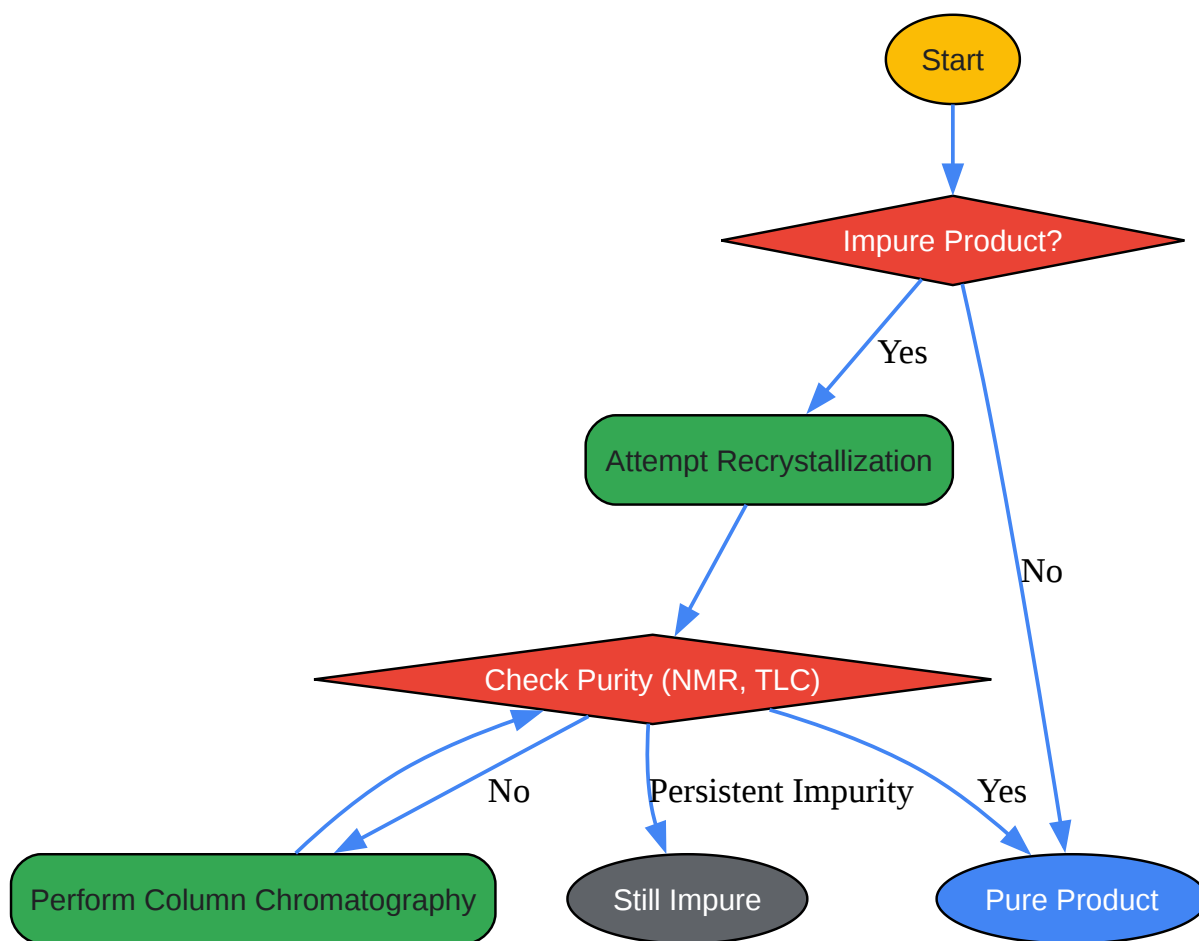 Start
Impure Product?
Yes
Attempt Recrystallization
No
Check Purity (NMR, TLC)
No
Persistent Impurity
Yes
Perform Column Chromatography
Still Impure
Pure Product